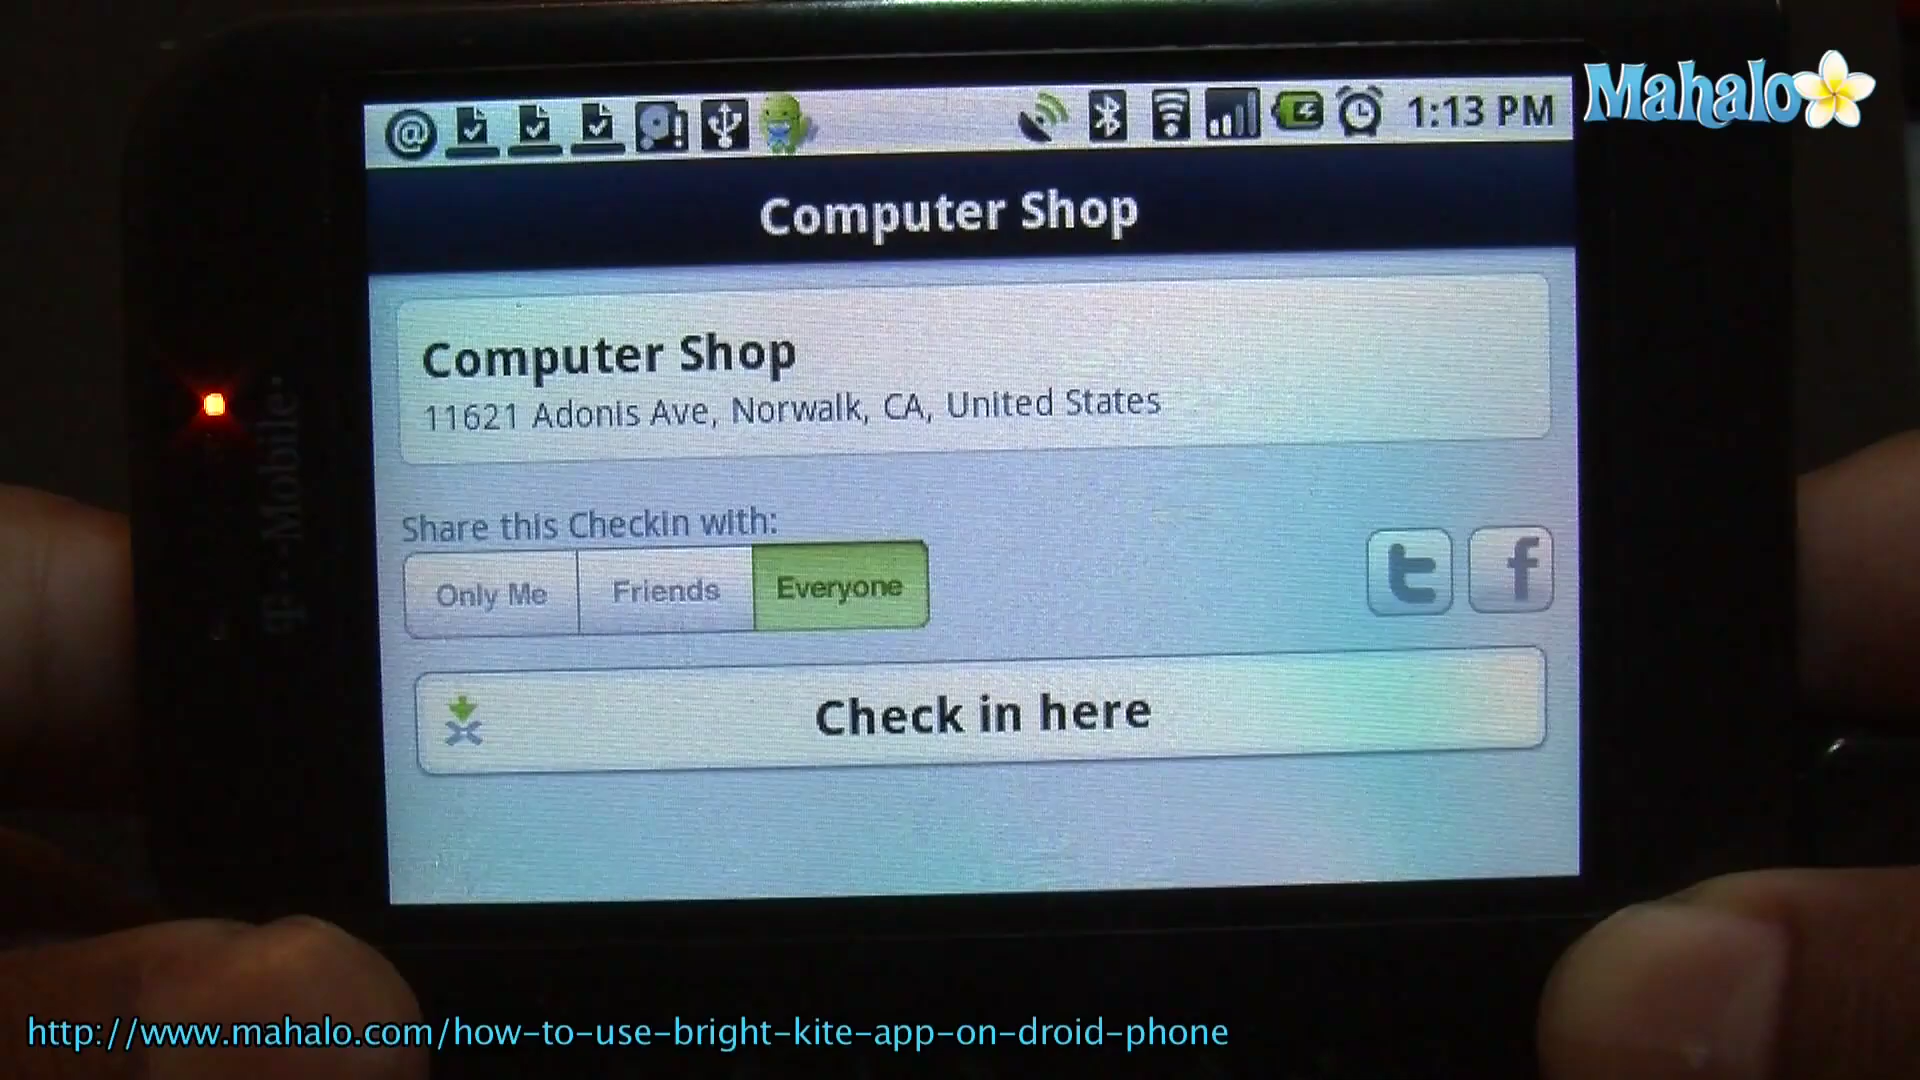 Mahalo
1:13 PM
Computer Shop
Computer Shop
11621 Adonis Ave, Norwalk, CA, United States
Share this Checkin with:
Only Me Friends Everyone
t f
Check in here
T··Mobile·
http://www.mahalo.com/how-to-use-bright-kite-app-on-droid-phone